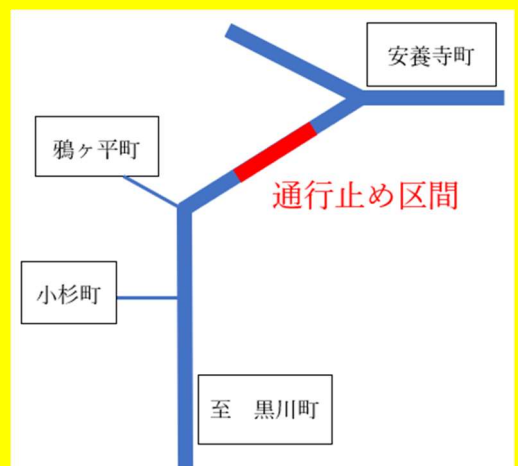 安養寺町
鴉ヶ平町
通行止め区間
小杉町
至　黒川町